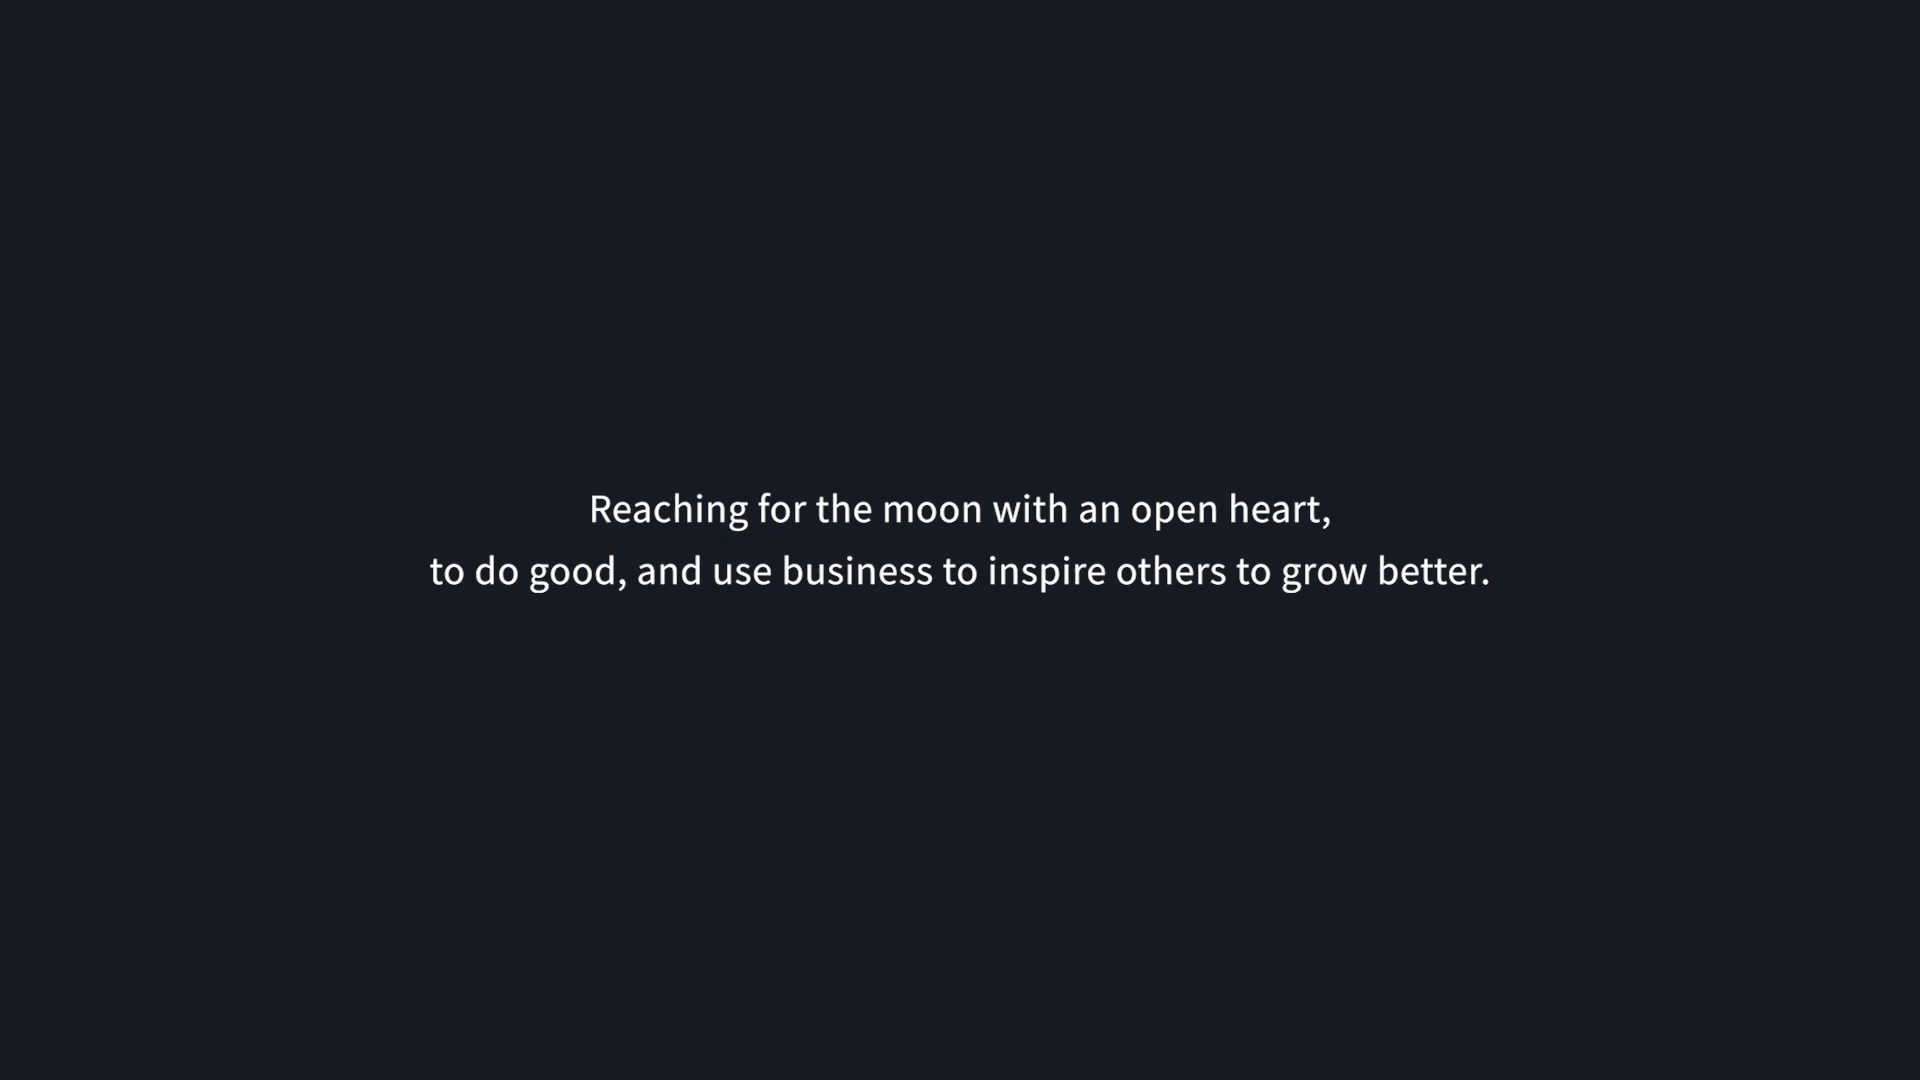 Reaching for the moon with an open heart,
to do good, and use business to inspire others to grow better.